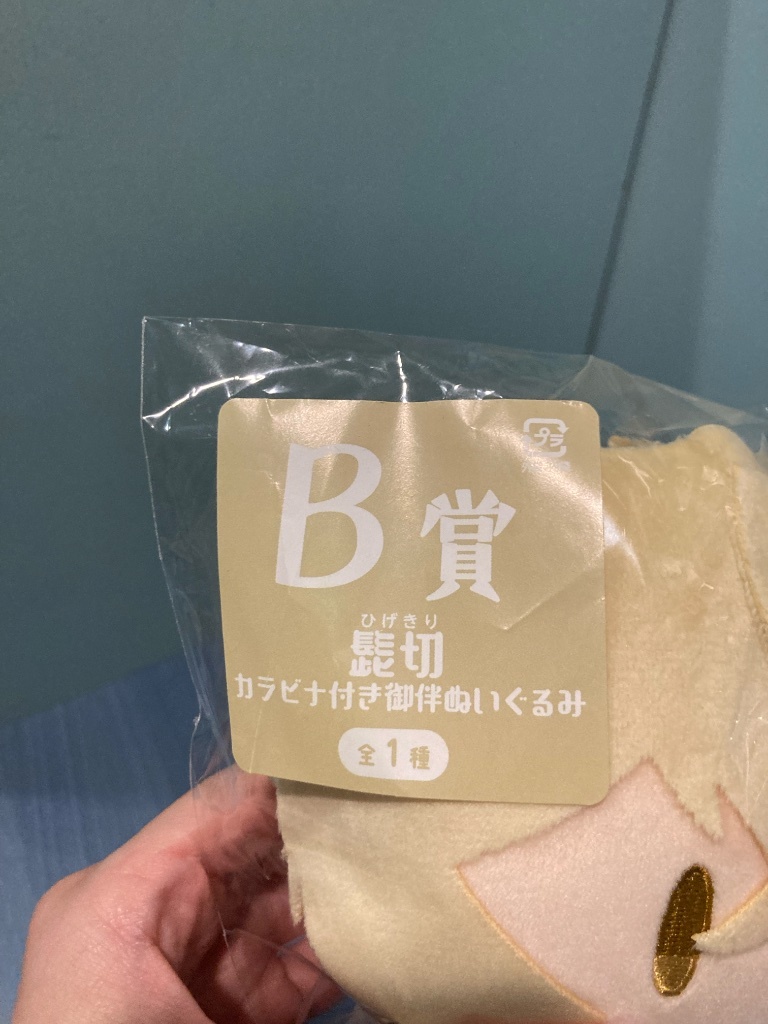 プラ
B賞
ひげきり
髭切
カラビナ付き御伴ぬいぐるみ
全1種